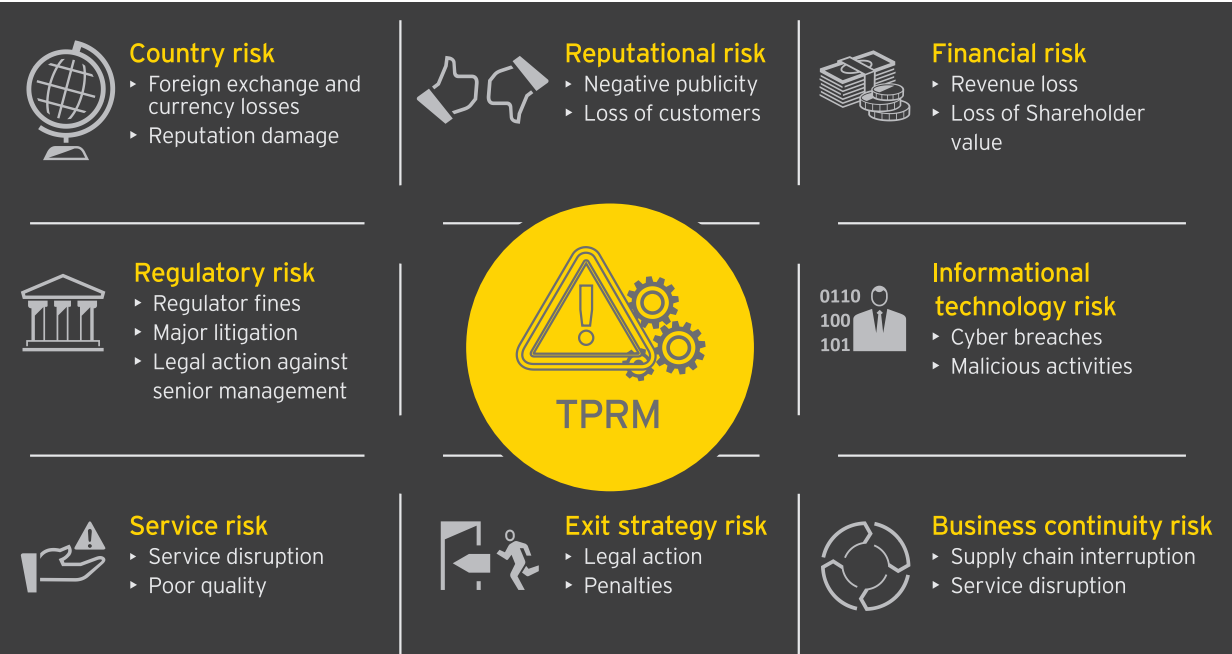 Country risk
‣ Foreign exchange and
currency losses
‣ Reputation damage
Reputational risk
‣ Negative publicity
‣ Loss of customers
Financial risk
‣ Revenue loss
‣ Loss of Shareholder
value
Regulatory risk
‣ Regulator fines
‣ Major litigation
‣ Legal action against
senior management
TPRM
0110
100
101
Informational
technology risk
‣ Cyber breaches
‣ Malicious activities
Service risk
‣ Service disruption
‣ Poor quality
Exit strategy risk
‣ Legal action
‣ Penalties
Business continuity risk
‣ Supply chain interruption
‣ Service disruption